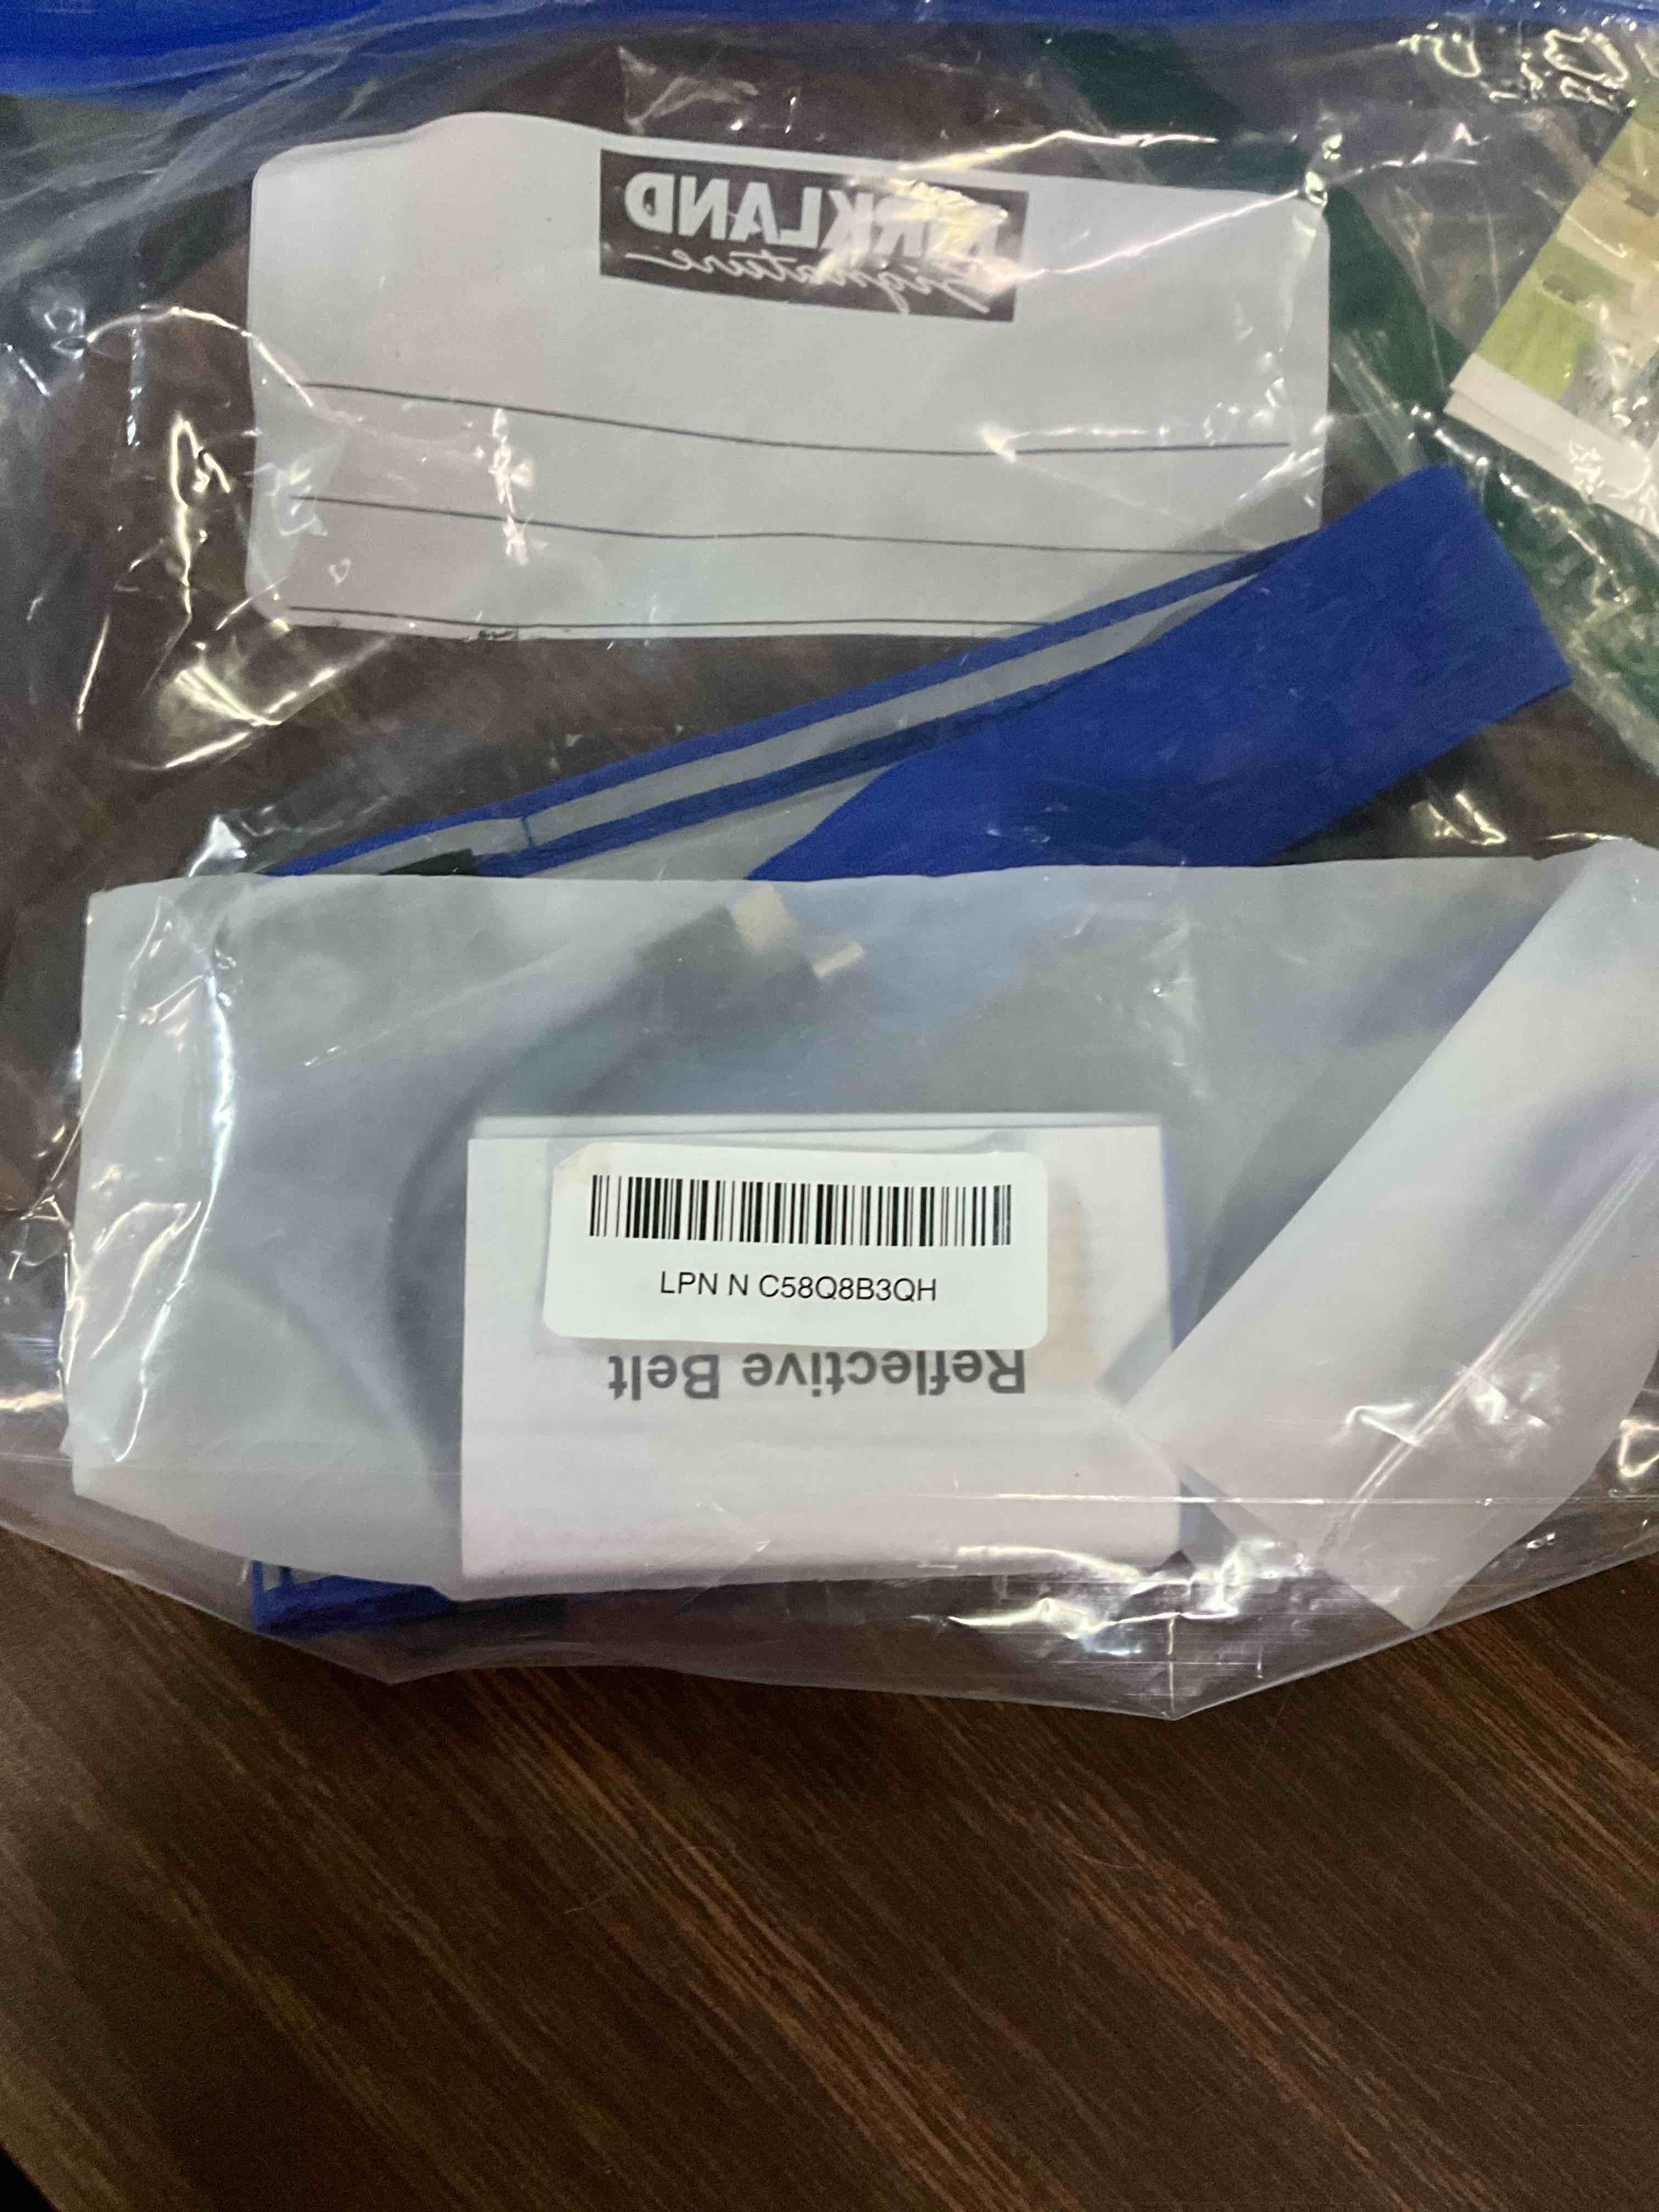 KIRKLAND
Signature
LPN N C58Q8B3QH
Reflective Belt